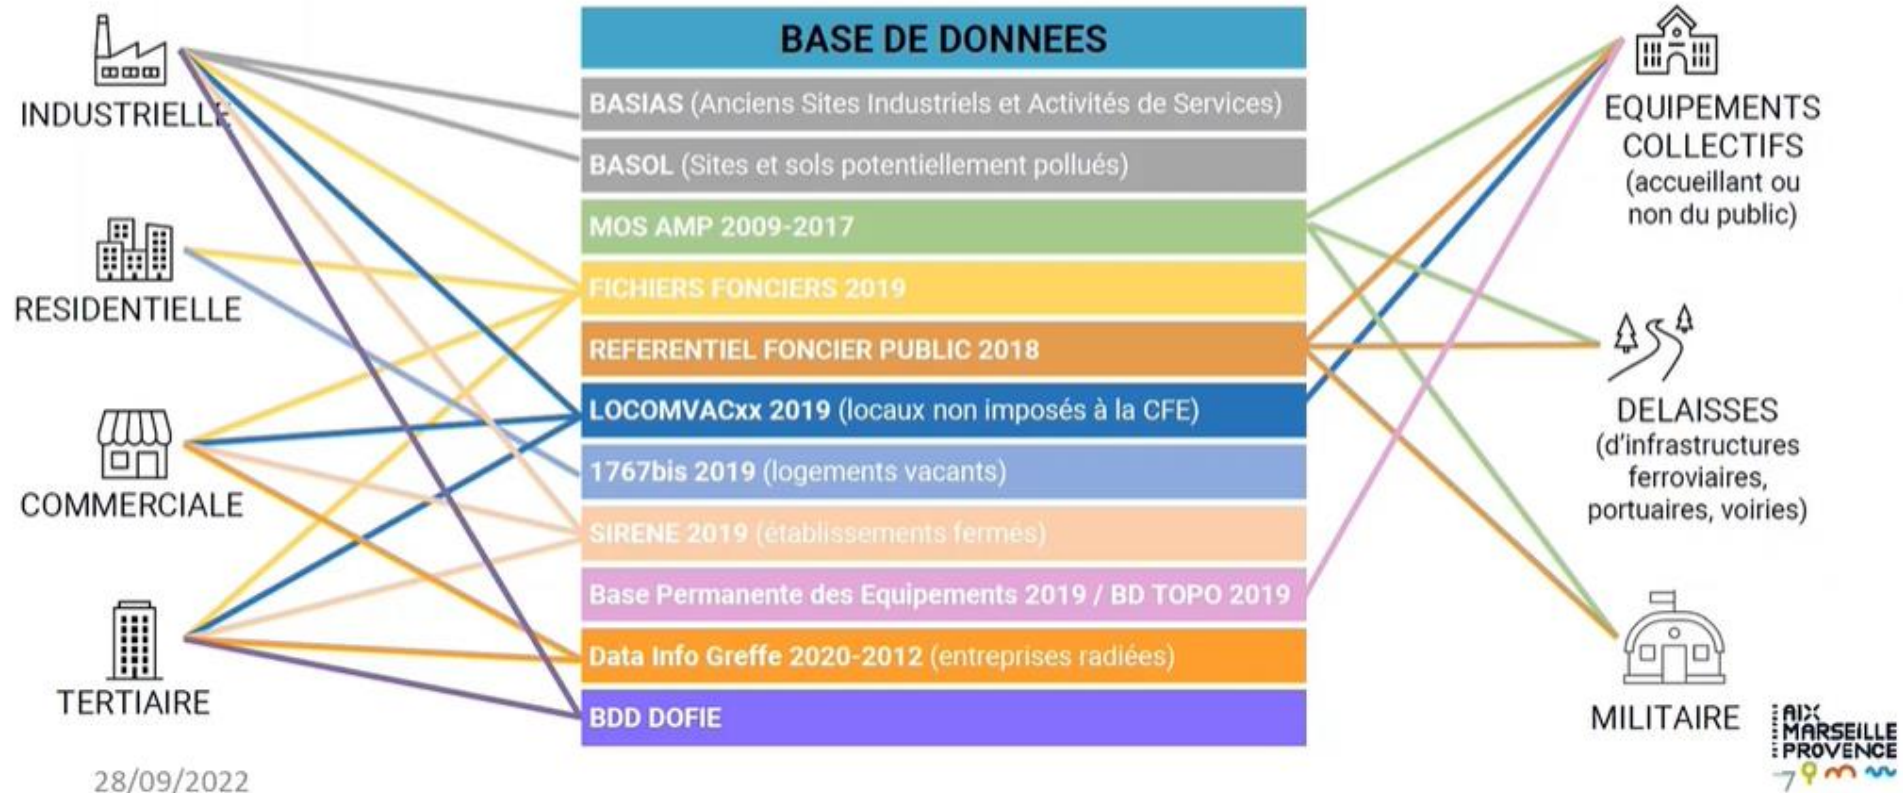 BASE DE DONNEES
INDUSTRIELLE
RESIDENTIELLE
COMMERCIALE
TERTIAIRE
BASIAS (Anciens Sites Industriels et Activités de Services)
BASOL (Sites et sols potentiellement pollués)
MOS AMP 2009-2017
FICHIERS FONCIERS 2019
REFERENTIEL FONCIER PUBLIC 2018
LOCOMVACxx 2019 (locaux non imposés à la CFE)
1767bis 2019 (logements vacants)
SIRENE 2019 (établissements fermés)
Base Permanente des Equipements 2019 / BD TOPO 2019
Data Info Greffe 2020-2012 (entreprises radiées)
BDD DOFIE
EQUIPEMENTS
COLLECTIFS
(accueillant ou
non du public)
DELAISSES
(d'infrastructures
ferroviaires,
portuaires, voiries)
MILITAIRE
28/09/2022
AIX
MARSEILLE
PROVENCE
7